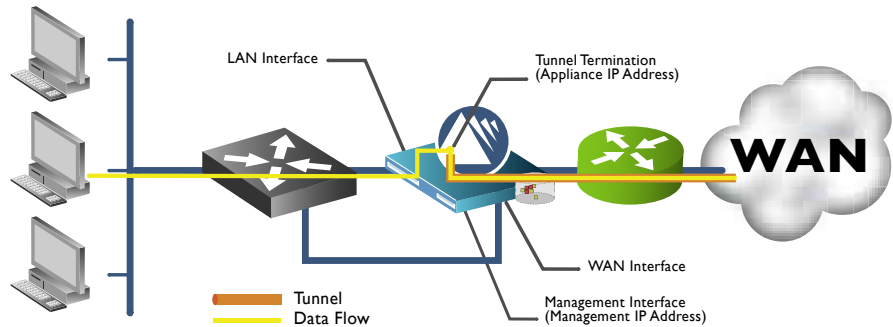 LAN Interface
Tunnel Termination
(Appliance IP Address)
WAN
WAN Interface
Management Interface
(Management IP Address)
Tunnel
Data Flow